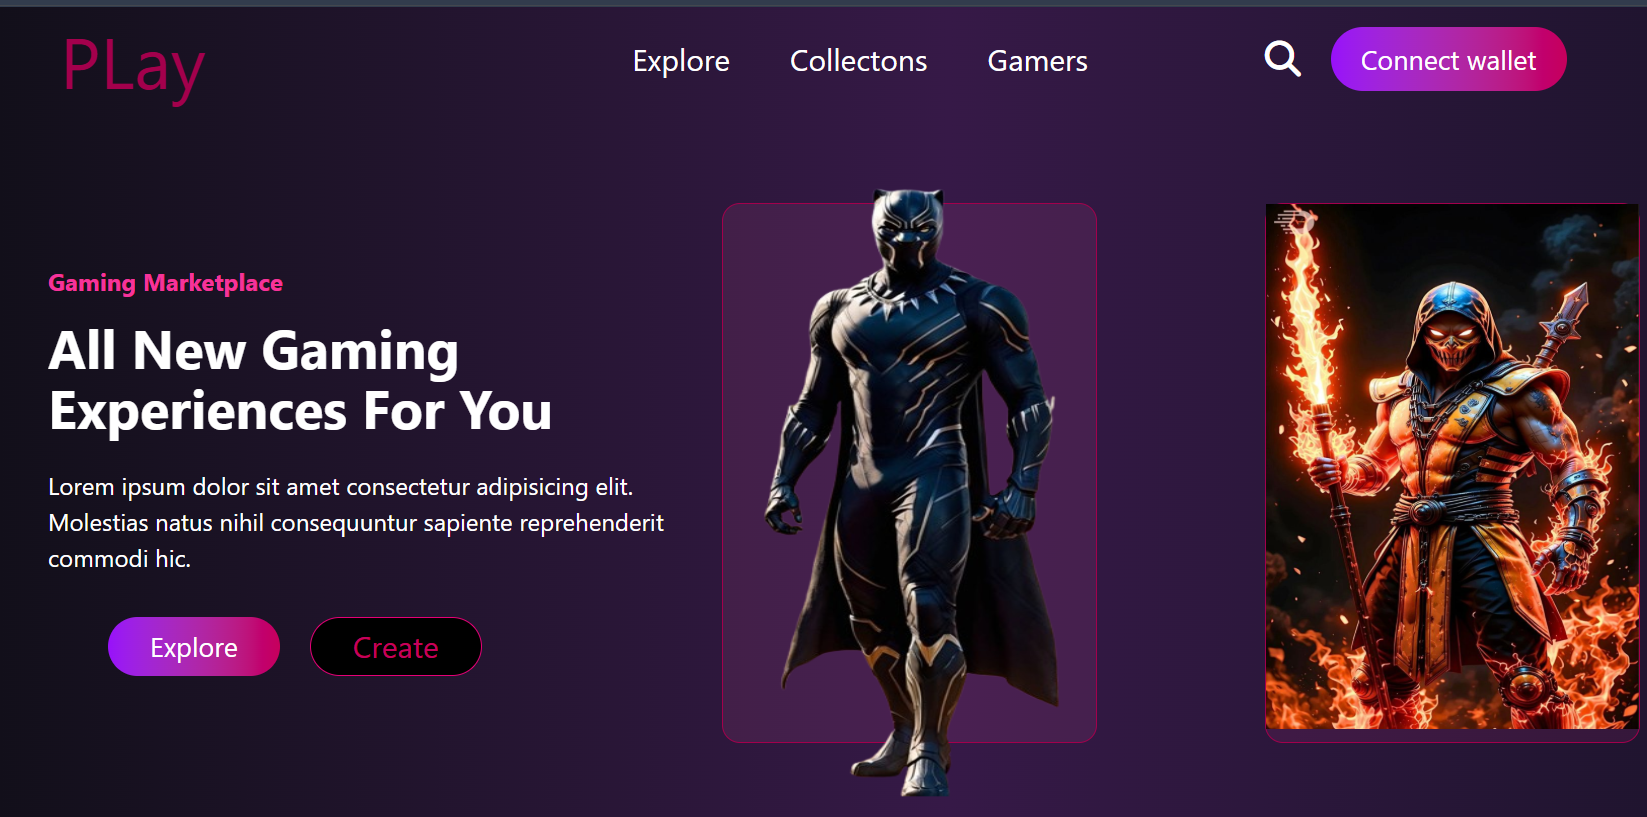 PLay
Explore
Collectons
Gamers
Connect wallet
Gaming Marketplace
All New Gaming
Experiences For You
Lorem ipsum dolor sit amet consectetur adipisicing elit.
Molestias natus nihil consequuntur sapiente reprehenderit
commodi hic.
Explore
Create